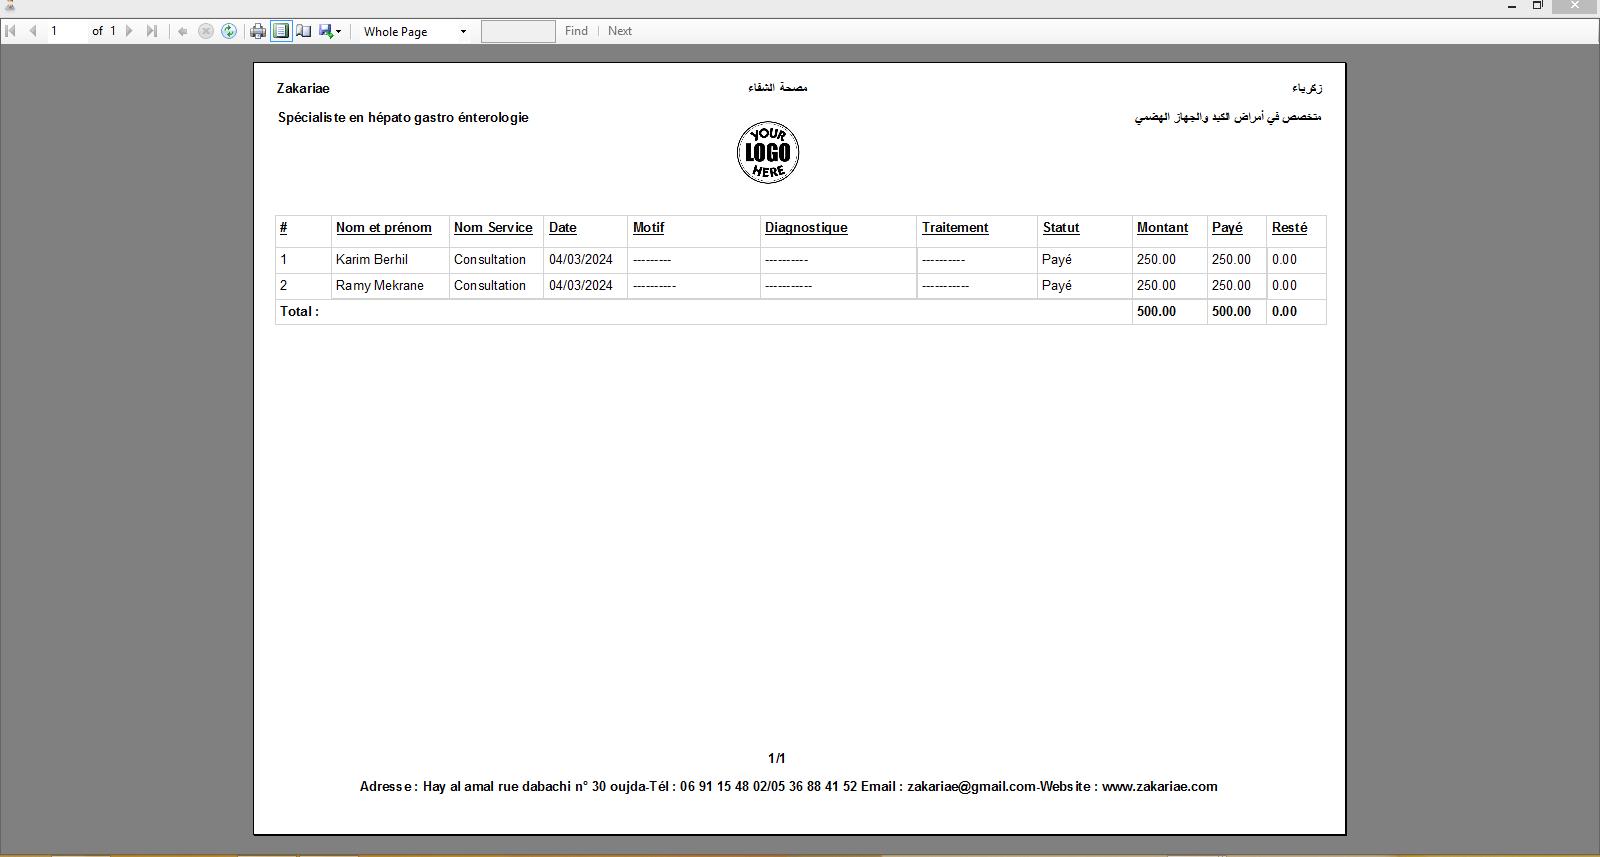 1 of 1 Whole Page Find Next
Zakariae مصحة الشفاء زكرياء
Spécialiste en hépato gastro énterologie متخصص في أمراض الكبد والجهاز الهضمي
YOUR
LOGO
HERE
# Nom et prénom Nom Service Date Motif Diagnostique Traitement Statut Montant Payé Resté
1 Karim Berhil Consultation 04/03/2024 --------- ---------- ---------- Payé 250.00 250.00 0.00
2 Ramy Mekrane Consultation 04/03/2024 ---------- ----------- ----------- Payé 250.00 250.00 0.00
Total : 500.00 500.00 0.00
1/1
Adresse : Hay al amal rue dabachi n° 30 oujda-Tél : 06 91 15 48 02/05 36 88 41 52 Email : zakariae@gmail.com-Website : www.zakariae.com